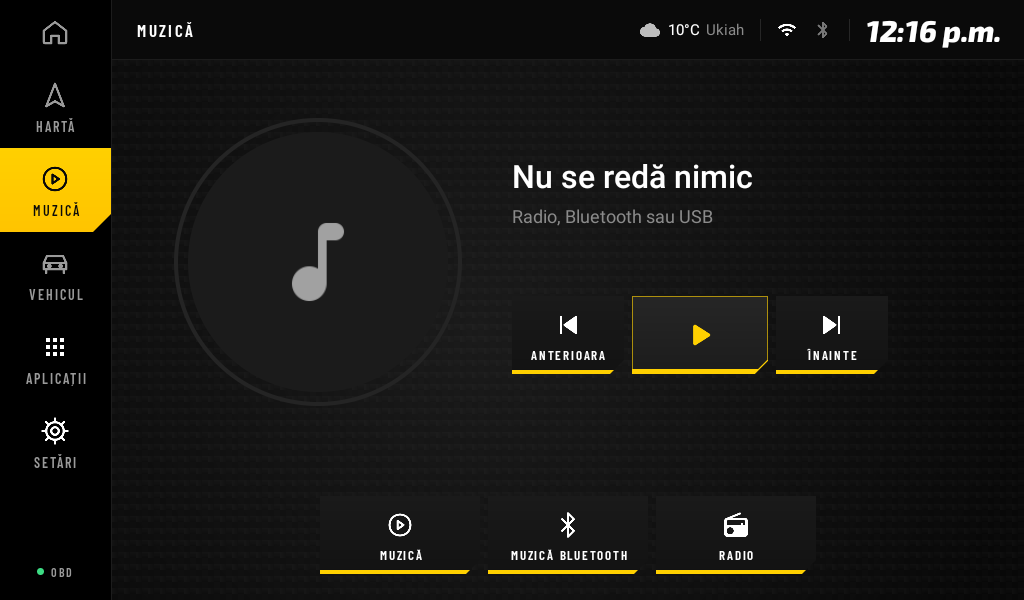 MUZICĂ
10°C Ukiah
12:16 p.m.
HARTĂ
MUZICĂ
VEHICUL
APLICAȚII
SETĂRI
OBD
Nu se redă nimic
Radio, Bluetooth sau USB
ANTERIOARA
ÎNAINTE
MUZICĂ
MUZICĂ BLUETOOTH
RADIO